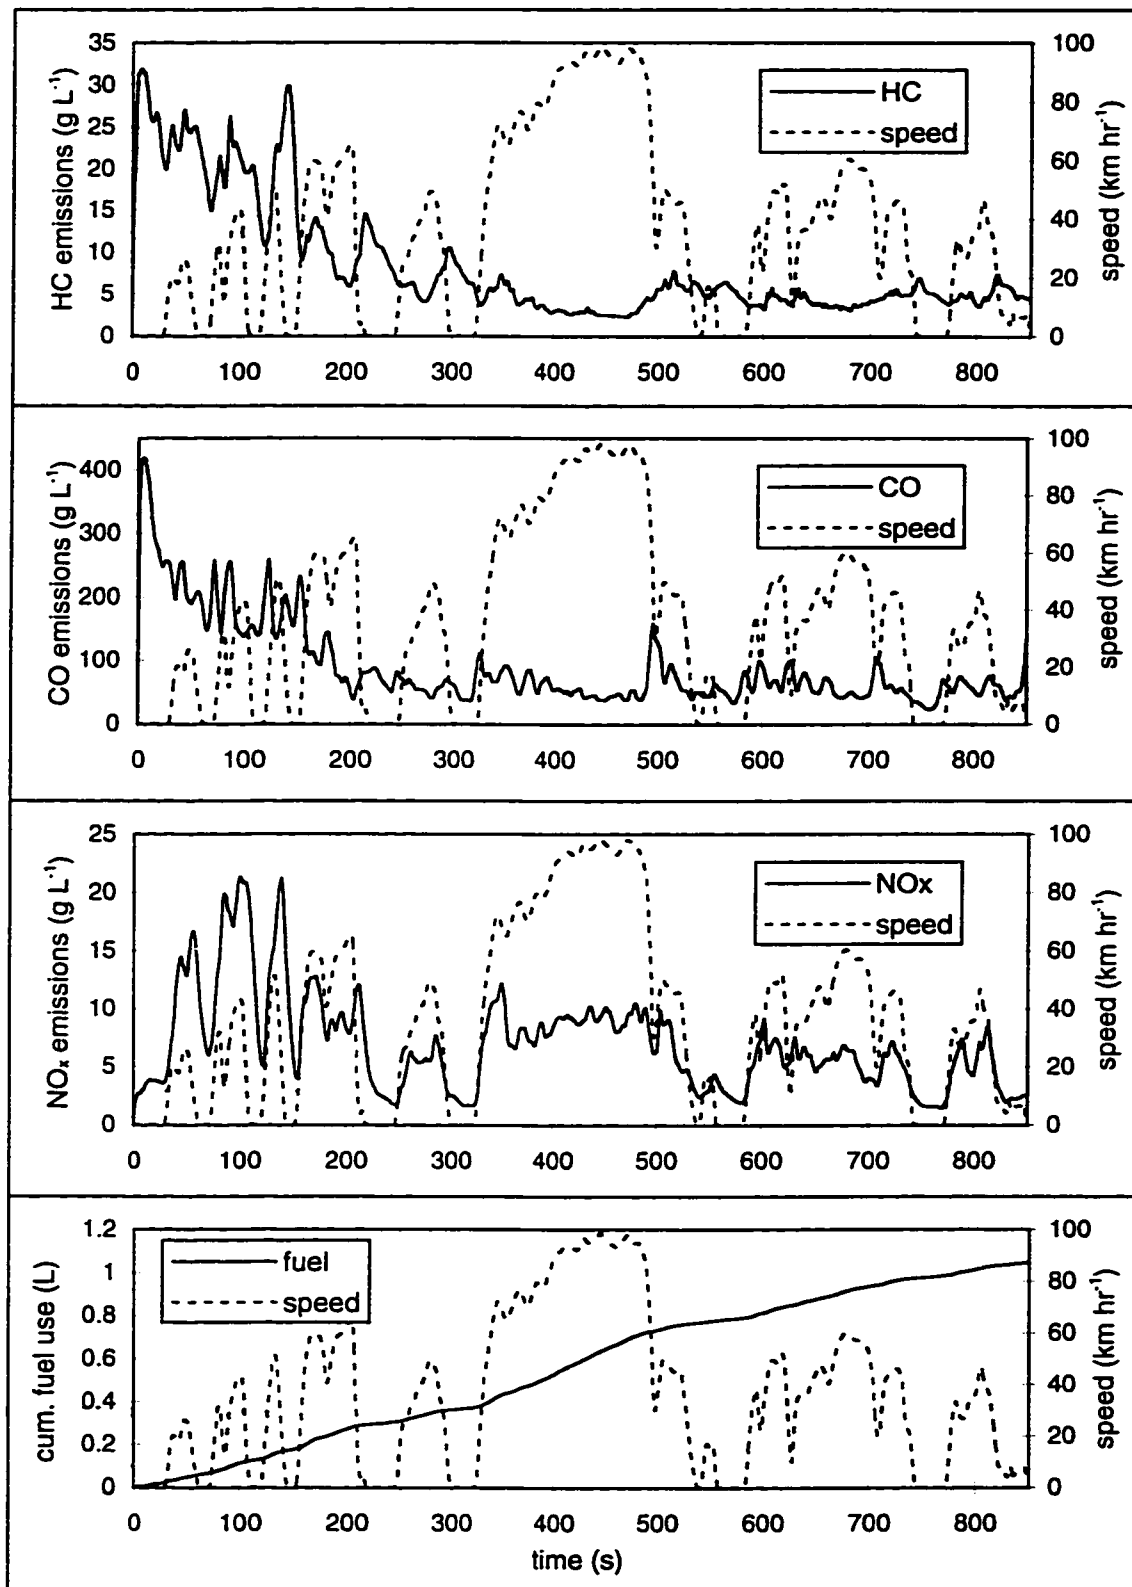 35
30
25
20
15
10
5
0
HC emissions (g L⁻¹)
100
80
60
40
20
0
speed (km hr⁻¹)
HC
speed
0 100 200 300 400 500 600 700 800
400
300
200
100
0
CO emissions (g L⁻¹)
100
80
60
40
20
0
speed (km hr⁻¹)
CO
speed
0 100 200 300 400 500 600 700 800
25
20
15
10
5
0
NOₓ emissions (g L⁻¹)
100
80
60
40
20
0
speed (km hr⁻¹)
NOx
speed
0 100 200 300 400 500 600 700 800
1.2
1
0.8
0.6
0.4
0.2
0
cum. fuel use (L)
100
80
60
40
20
0
speed (km hr⁻¹)
fuel
speed
0 100 200 300 400 500 600 700 800
time (s)